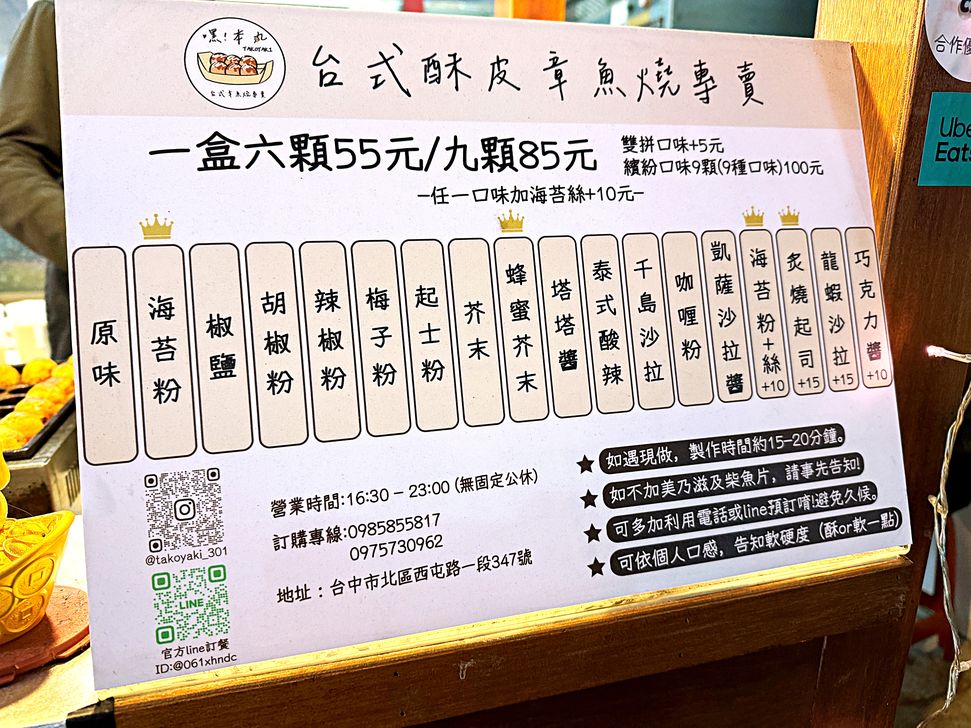 嘿!本丸
TAKOYAKI
台式章魚燒專賣
台式酥皮章魚燒專賣
一盒六顆55元/九顆85元
雙拼口味+5元
繽紛口味9顆(9種口味)100元
-任一口味加海苔絲+10元-
原味
海苔粉
椒鹽
胡椒粉
辣椒粉
梅子粉
起士粉
芥末
蜂蜜芥末
塔塔醬
泰式酸辣
千島沙拉
咖喱粉
凱薩沙拉醬
海苔粉+絲+10
炙燒起司+15
龍蝦沙拉+15
巧克力醬+10
@takoyaki_301
LINE
官方line訂餐
ID:@061xhndc
營業時間:16:30 – 23:00 (無固定公休)
訂購專線:0985855817
0975730962
地址：台中市北區西屯路一段347號
★ 如遇現做，製作時間約15-20分鐘。
★ 如不加美乃滋及柴魚片，請事先告知!
★ 可多加利用電話或line預訂唷!避免久候。
★ 可依個人口感，告知軟硬度（酥or軟一點）
合作優
Uber
Eats